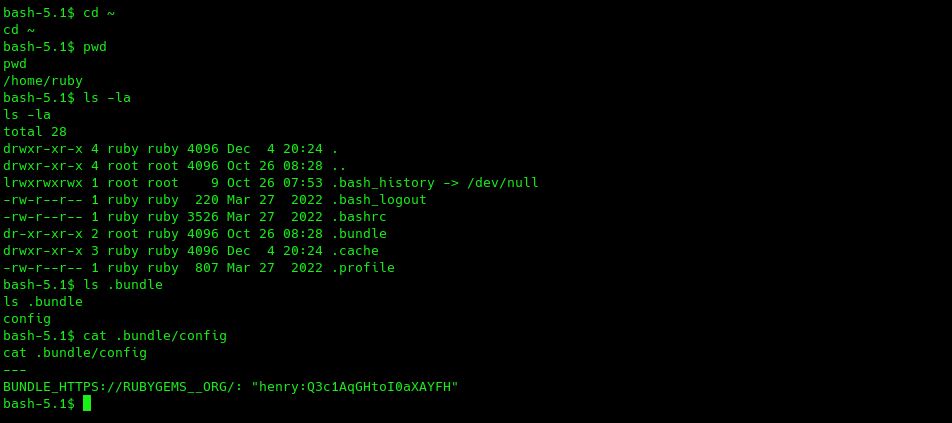 bash-5.1$ cd ~
cd ~
bash-5.1$ pwd
pwd
/home/ruby
bash-5.1$ ls -la
ls -la
total 28
drwxr-xr-x 4 ruby ruby 4096 Dec  4 20:24 .
drwxr-xr-x 4 root root 4096 Oct 26 08:28 ..
lrwxrwxrwx 1 root root    9 Oct 26 07:53 .bash_history -> /dev/null
-rw-r--r-- 1 ruby ruby  220 Mar 27  2022 .bash_logout
-rw-r--r-- 1 ruby ruby 3526 Mar 27  2022 .bashrc
dr-xr-xr-x 2 root ruby 4096 Oct 26 08:28 .bundle
drwxr-xr-x 3 ruby ruby 4096 Dec  4 20:24 .cache
-rw-r--r-- 1 ruby ruby  807 Mar 27  2022 .profile
bash-5.1$ ls .bundle
ls .bundle
config
bash-5.1$ cat .bundle/config
cat .bundle/config
---
BUNDLE_HTTPS://RUBYGEMS__ORG/: "henry:Q3c1AqGHtoI0aXAYFH"
bash-5.1$